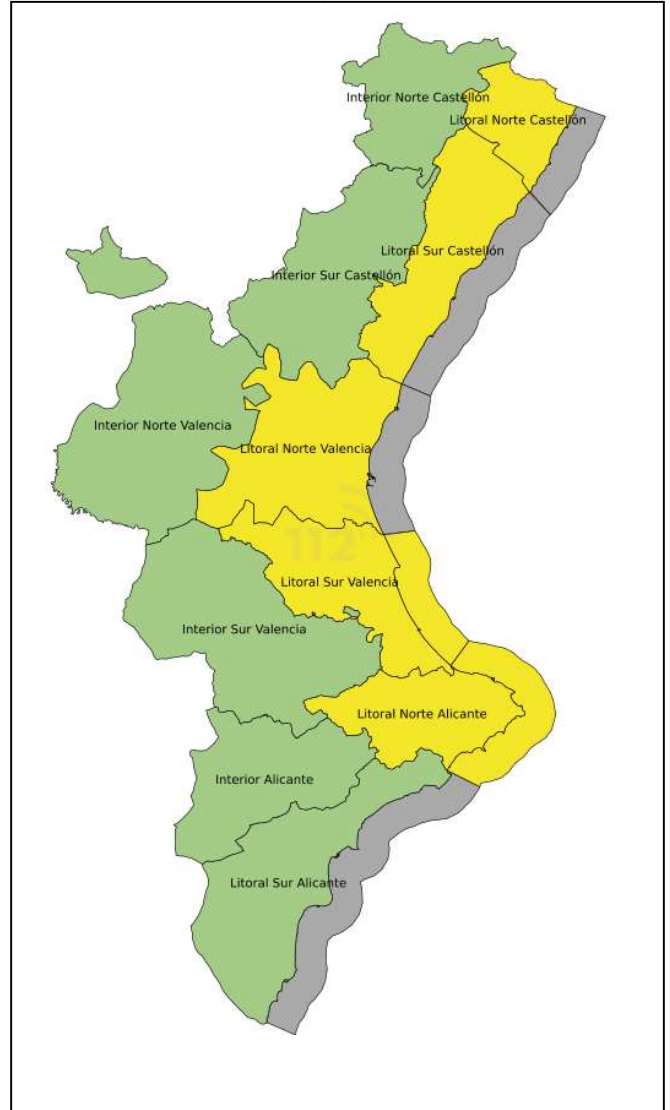 Interior Norte Castellón
Litoral Norte Castellón
Litoral Sur Castellón
Interior Sur Castellón
Interior Norte Valencia
Litoral Norte Valencia
112
Litoral Sur Valencia
Interior Sur Valencia
Litoral Norte Alicante
Interior Alicante
Litoral Sur Alicante